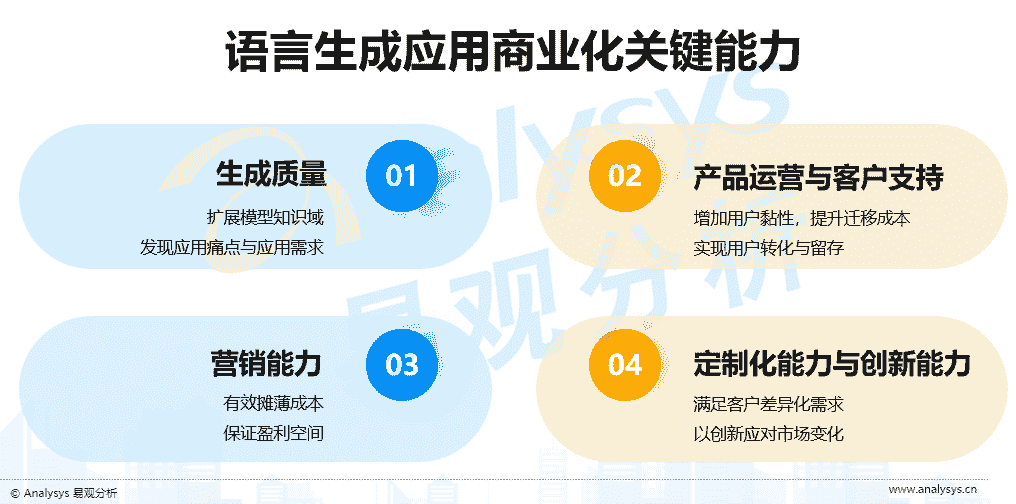 语言生成应用商业化关键能力
生成质量
01
扩展模型知识域
发现应用痛点与应用需求
02
产品运营与客户支持
增加用户黏性，提升迁移成本
实现用户转化与留存
营销能力
03
有效摊薄成本
保证盈利空间
04
定制化能力与创新能力
满足客户差异化需求
以创新应对市场变化
Analysys
易观分析
© Analysys 易观分析
www.analysys.cn